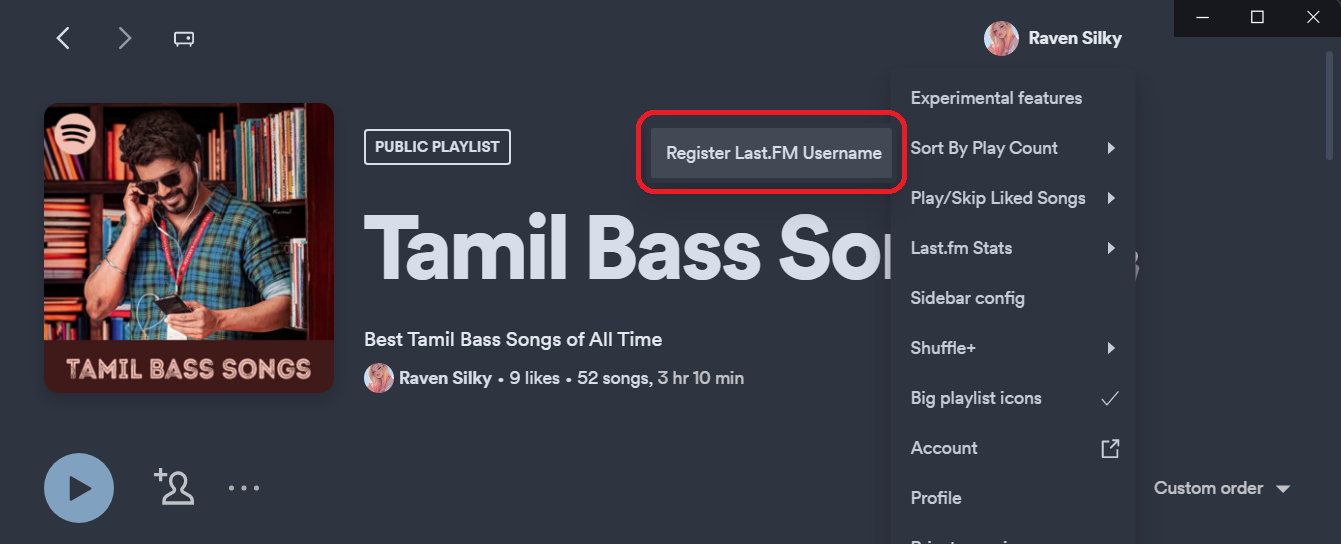 Raven Silky
Experimental features
PUBLIC PLAYLIST
Register Last.FM Username
Sort By Play Count
Play/Skip Liked Songs
Tamil Bass So
Last.fm Stats
Sidebar config
Best Tamil Bass Songs of All Time
Shuffle+
TAMIL BASS SONGS
Raven Silky • 9 likes • 52 songs, 3 hr 10 min
Big playlist icons
Account
Profile
Custom order